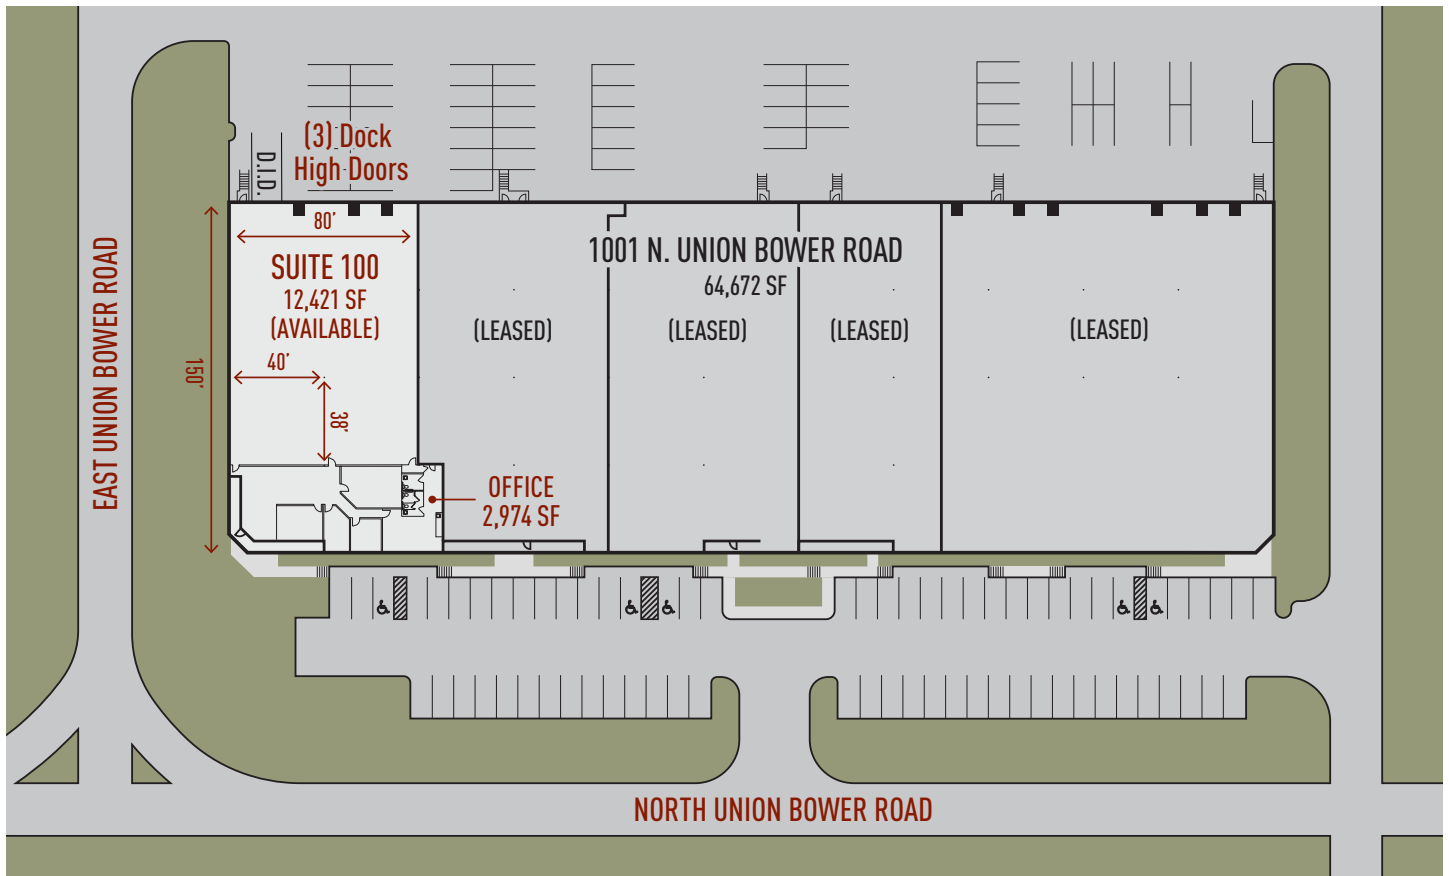 (3) Dock
High Doors
D.I.D.
80'
SUITE 100
12,421 SF
(AVAILABLE)
40'
38'
150'
EAST UNION BOWER ROAD
1001 N. UNION BOWER ROAD
64,672 SF
(LEASED)
(LEASED)
(LEASED)
(LEASED)
OFFICE
2,974 SF
NORTH UNION BOWER ROAD